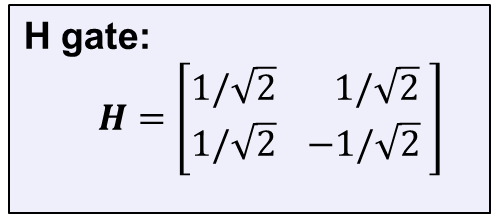 H gate:
H = [1/√2 1/√2
1/√2 −1/√2]